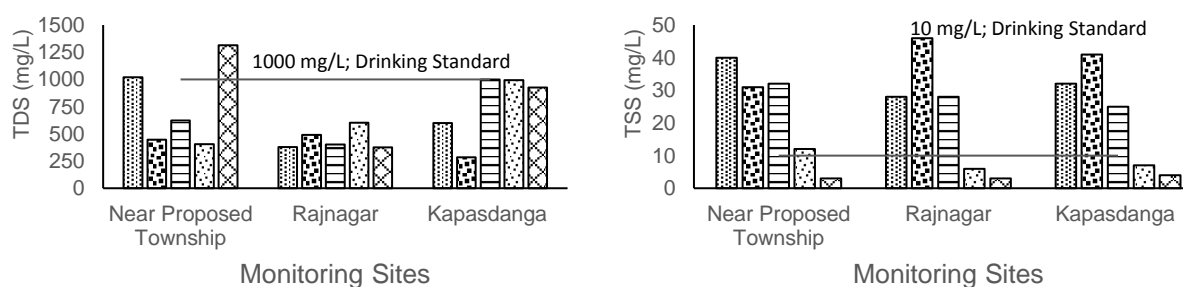 TDS (mg/L)
1500
1250
1000
750
500
250
0
1000 mg/L; Drinking Standard
Near Proposed
Township
Rajnagar
Kapasdanga
Monitoring Sites
TSS (mg/L)
50
40
30
20
10
0
10 mg/L; Drinking Standard
Near Proposed
Township
Rajnagar
Kapasdanga
Monitoring Sites